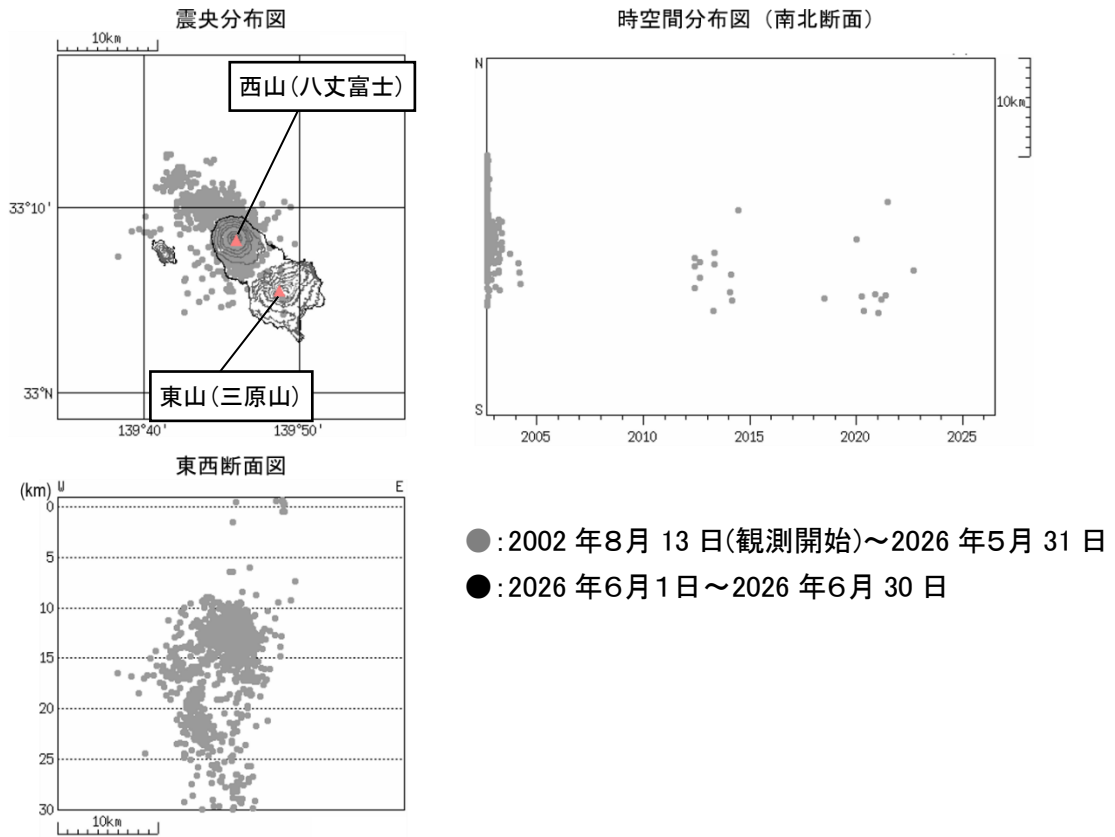 震央分布図
時空間分布図（南北断面）
10km
西山（八丈富士）
N
10km
33°10'
東山（三原山）
33°N
S
139°40'
139°50'
2005
2010
2015
2020
2025
東西断面図
(km)
W
E
0
5
10
15
20
25
30
10km
●：2002 年８月 13 日(観測開始)～2026 年５月 31 日
●：2026 年６月１日～2026 年６月 30 日